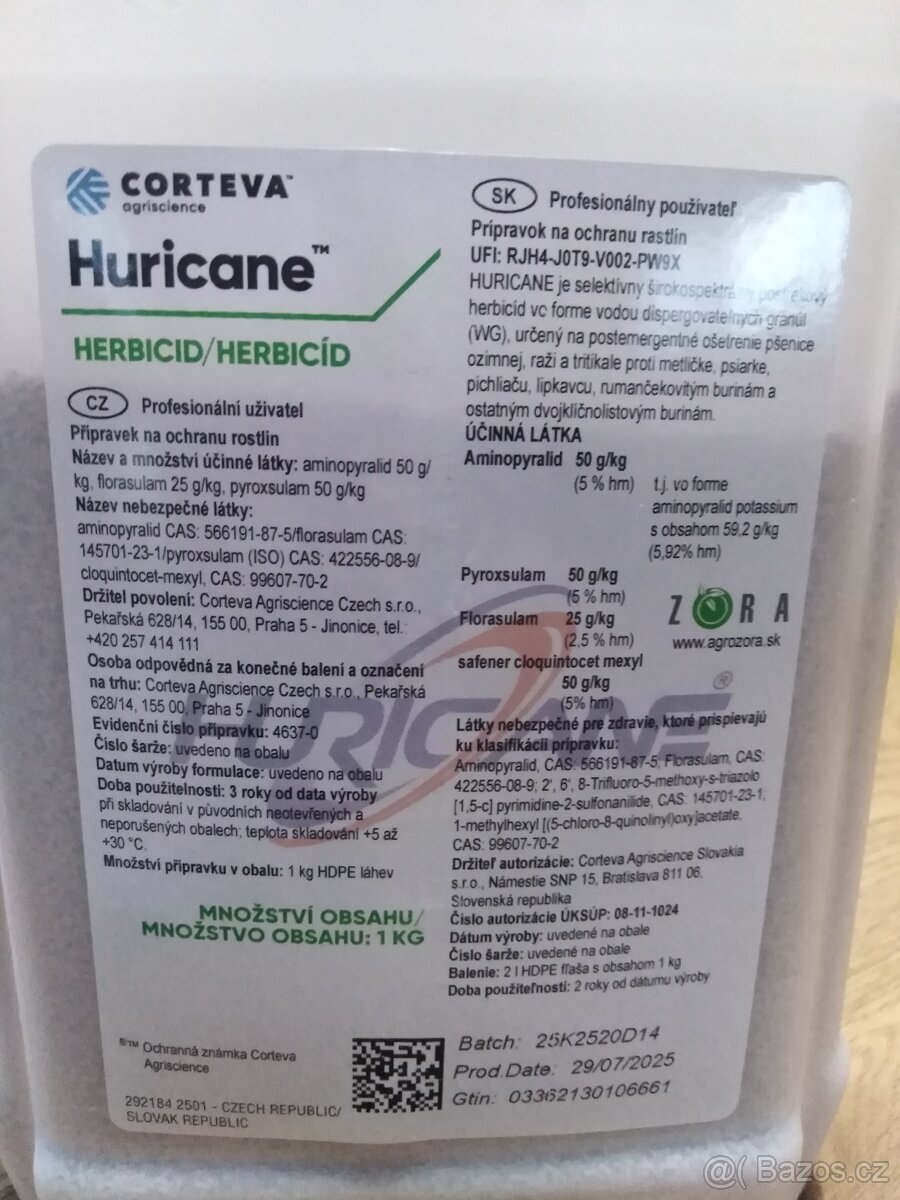 CORTEVA™
agriscience
Huricane™
HERBICID/HERBICÍD
CZ Profesionální uživatel
Přípravek na ochranu rostlin
Název a množství účinné látky: aminopyralid 50 g/
kg, florasulam 25 g/kg, pyroxsulam 50 g/kg
Název nebezpečné látky:
aminopyralid CAS: 566191-87-5/florasulam CAS:
145701-23-1/pyroxsulam (ISO) CAS: 422556-08-9/
cloquintocet-mexyl, CAS: 99607-70-2
Držitel povolení: Corteva Agriscience Czech s.r.o.,
Pekařská 628/14, 155 00, Praha 5 - Jinonice, tel.:
+420 257 414 111
Osoba odpovědná za konečné balení a označení
na trhu: Corteva Agriscience Czech s.r.o., Pekařská
628/14, 155 00, Praha 5 - Jinonice
Evidenční číslo přípravku: 4637-0
Číslo šarže: uvedeno na obalu
Datum výroby formulace: uvedeno na obalu
Doba použitelnosti: 3 roky od data výroby
při skladování v původních neotevřených a
neporušených obalech; teplota skladování +5 až
+30 °C.
Množství přípravku v obalu: 1 kg HDPE láhev
MNOŽSTVÍ OBSAHU/
MNOŽSTVO OBSAHU: 1 KG
®™ Ochranná známka Corteva
Agriscience
292184 2501 - CZECH REPUBLIC/
SLOVAK REPUBLIC
SK Profesionálny používateľ
Prípravok na ochranu rastlín
UFI: RJH4-J0T9-V002-PW9X
HURICANE je selektívny širokospektrálny postrekový
herbicíd vo forme vodou dispergovateľných granúl
(WG), určený na postemergentné ošetrenie pšenice
ozimnej, raži a tritikale proti metličke, psiarke,
pichliaču, lipkavcu, rumančekovitým burinám a
ostatným dvojklíčnolistovým burinám.
ÚČINNÁ LÁTKA
Aminopyralid 50 g/kg
(5 % hm) t.j. vo forme
aminopyralid potassium
s obsahom 59,2 g/kg
(5,92% hm)
Pyroxsulam 50 g/kg
(5 % hm)
Florasulam 25 g/kg
(2,5 % hm)
safener cloquintocet mexyl
50 g/kg
(5% hm)
ZORA
www.agrozora.sk
HURICANE®
Látky nebezpečné pre zdravie, ktoré prispievajú
ku klasifikácii prípravku:
Aminopyralid, CAS: 566191-87-5; Florasulam, CAS:
422556-08-9; 2', 6', 8-Trifluoro-5-methoxy-s-triazolo
[1,5-c] pyrimidine-2-sulfonanilide, CAS: 145701-23-1,
1-methylhexyl [(5-chloro-8-quinolinyl)oxy]acetate,
CAS: 99607-70-2
Držiteľ autorizácie: Corteva Agriscience Slovakia
s.r.o., Námestie SNP 15, Bratislava 811 06,
Slovenská republika
Číslo autorizácie ÚKSÚP: 08-11-1024
Dátum výroby: uvedené na obale
Číslo šarže: uvedené na obale
Balenie: 2 l HDPE fľaša s obsahom 1 kg
Doba použiteľnosti: 2 roky od dátumu výroby
Batch: 25K2520D14
Prod Date: 29/07/2025
Gtin: 03362130106661
@( Bazos.cz